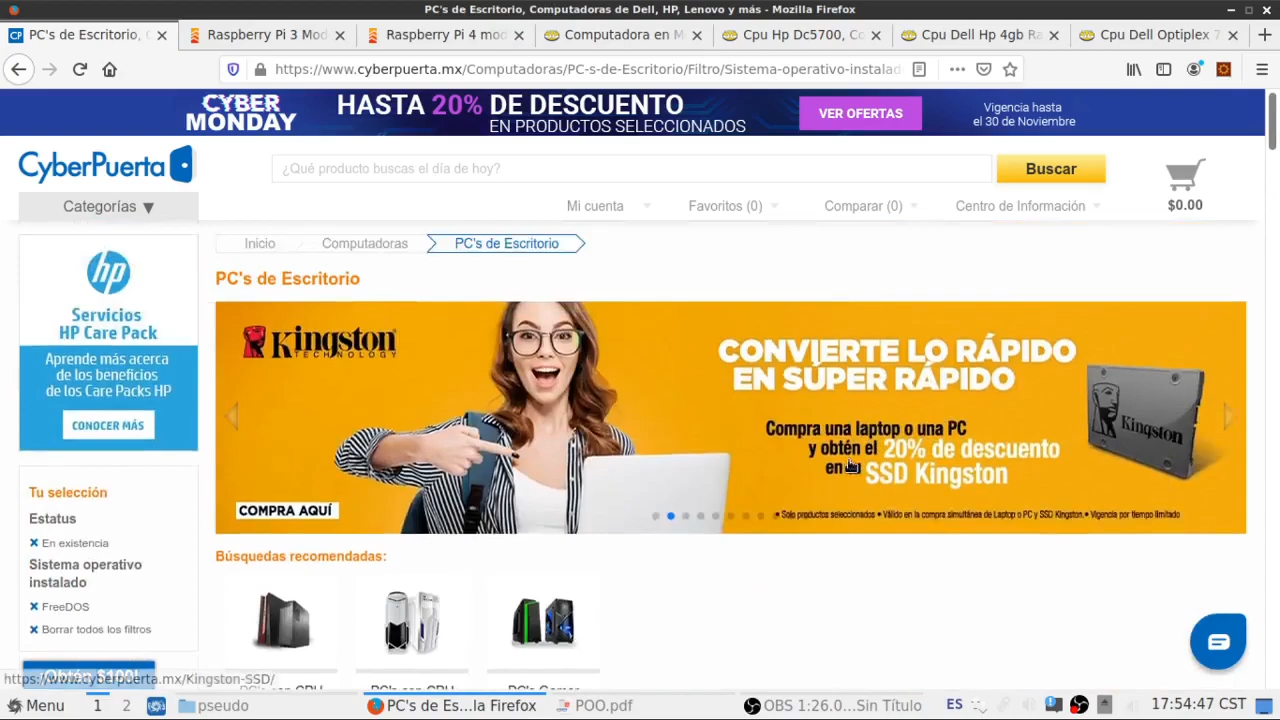 PC's de Escritorio, Computadoras de Dell, HP, Lenovo y más - Mozilla Firefox
PC's de Escritorio, C
Raspberry Pi 3 Mod
Raspberry Pi 4 mod
Computadora en M
Cpu Hp Dc5700, Co
Cpu Dell Hp 4gb Ra
Cpu Dell Optiplex 7
https://www.cyberpuerta.mx/Computadoras/PC-s-de-Escritorio/Filtro/Sistema-operativo-instalad
CYBER MONDAY
HASTA 20% DE DESCUENTO
EN PRODUCTOS SELECCIONADOS
VER OFERTAS
Vigencia hasta
el 30 de Noviembre
CyberPuerta
¿Qué producto buscas el día de hoy?
Buscar
$0.00
Categorías ▼
Mi cuenta
Favoritos (0)
Comparar (0)
Centro de Información
Inicio
Computadoras
PC's de Escritorio
PC's de Escritorio
hp
Servicios
HP Care Pack
Aprende más acerca
de los beneficios
de los Care Packs HP
CONOCER MÁS
Kingston
TECHNOLOGY
CONVIERTE LO RÁPIDO
EN SÚPER RÁPIDO
Compra una laptop o una PC
y obtén el 20% de descuento
en SSD Kingston
Kingston
COMPRA AQUÍ
• Solo productos seleccionados • Válido en la compra simultánea de Laptop o PC y SSD Kingston. • Vigencia por tiempo limitado
Tu selección
Estatus
En existencia
Sistema operativo
instalado
FreeDOS
Borrar todos los filtros
Búsquedas recomendadas:
PC's con CPU
PC's con CPU
PC's Gamer
¡Obtén $100!
https://www.cyberpuerta.mx/Kingston-SSD/
Menu
1
2
pseudo
PC's de Es...la Firefox
POO.pdf
OBS 1:26.0...Sin Título
ES
17:54:47 CST